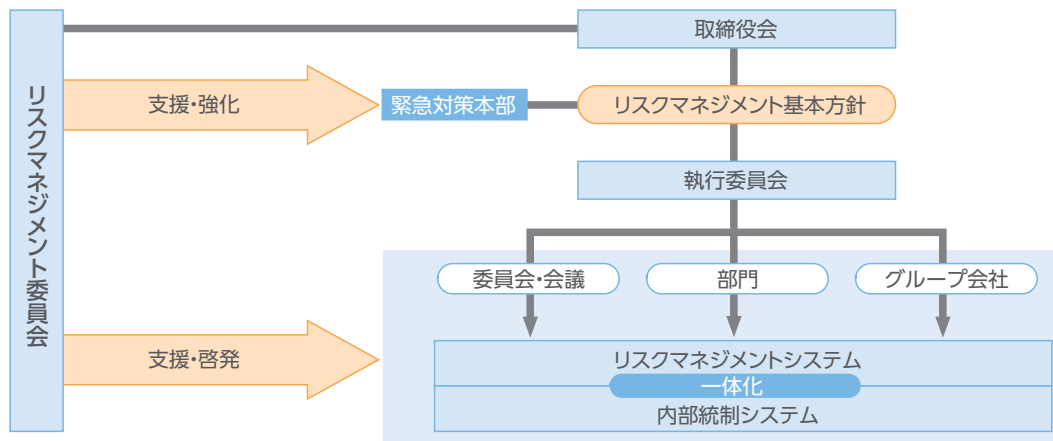 リスクマネジメント委員会
取締役会
支援・強化
緊急対策本部
リスクマネジメント基本方針
執行委員会
委員会・会議
部門
グループ会社
支援・啓発
リスクマネジメントシステム
一体化
内部統制システム